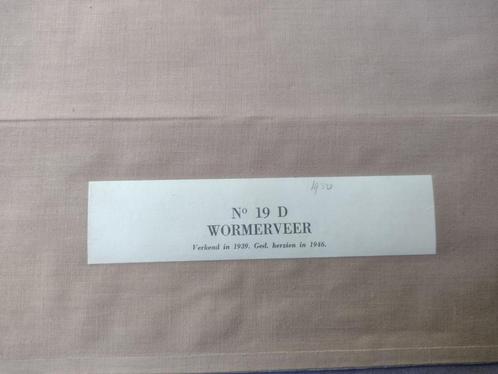 1950
Nº 19 D
WORMERVEER
Verkend in 1939. Ged. herzien in 1946.